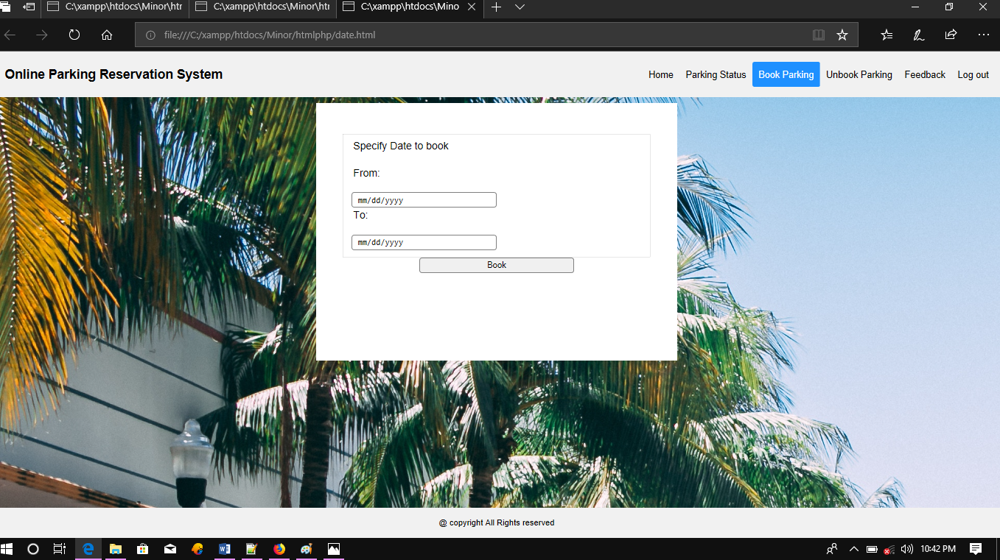 C:\xampp\htdocs\Minor\htr C:\xampp\htdocs\Minor\htr C:\xampp\htdocs\Mino
file:///C:/xampp/htdocs/Minor/htmlphp/date.html
Online Parking Reservation System Home Parking Status Book Parking Unbook Parking Feedback Log out
Specify Date to book
From:
mm/dd/yyyy
To:
mm/dd/yyyy
Book
@ copyright All Rights reserved
10:42 PM